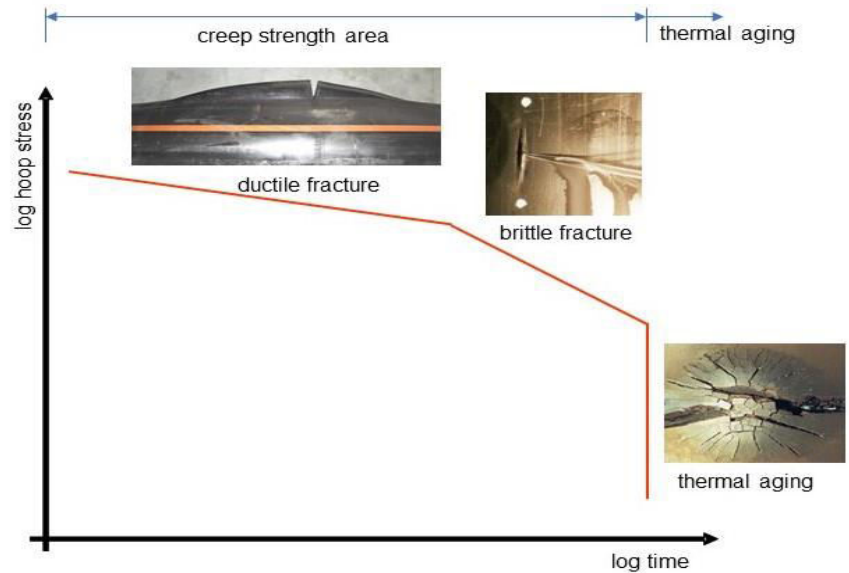 creep strength area
thermal aging
log hoop stress
ductile fracture
brittle fracture
thermal aging
log time